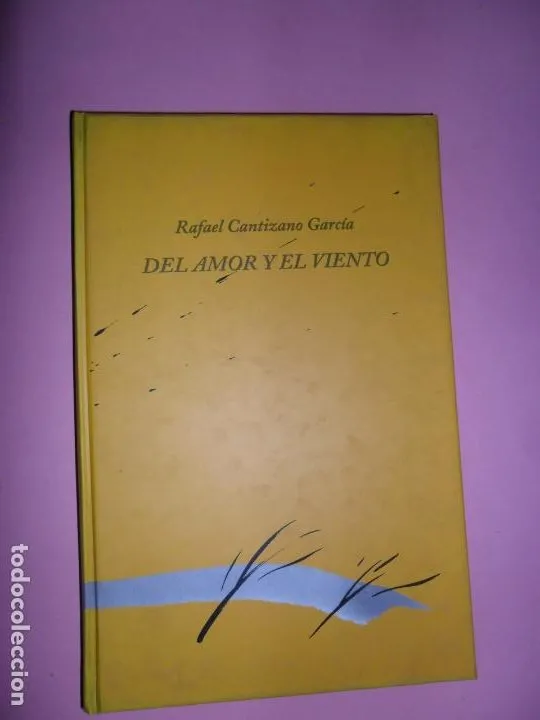 Rafael Cantizano García
DEL AMOR Y EL VIENTO
todocoleccion